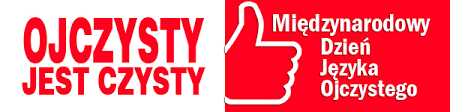 OJCZYSTY
JEST CZYSTY
Międzynarodowy
Dzień
Języka
Ojczystego